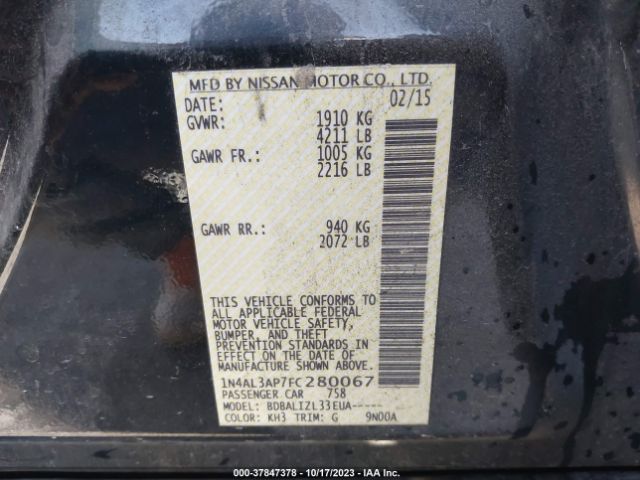 MFD BY NISSAN MOTOR CO., LTD.
DATE: 02/15
GVWR: 1910 KG
4211 LB
GAWR FR.: 1005 KG
2216 LB
GAWR RR.: 940 KG
2072 LB
THIS VEHICLE CONFORMS TO
ALL APPLICABLE FEDERAL
MOTOR VEHICLE SAFETY,
BUMPER, AND THEFT
PREVENTION STANDARDS IN
EFFECT ON THE DATE OF
MANUFACTURE SHOWN ABOVE.
1N4AL3AP7FC280067
PASSENGER CAR 758
MODEL: BDBALIZL33EUA-----
COLOR: KH3 TRIM: G 9N00A
000-37847378 - 10/17/2023 - IAA